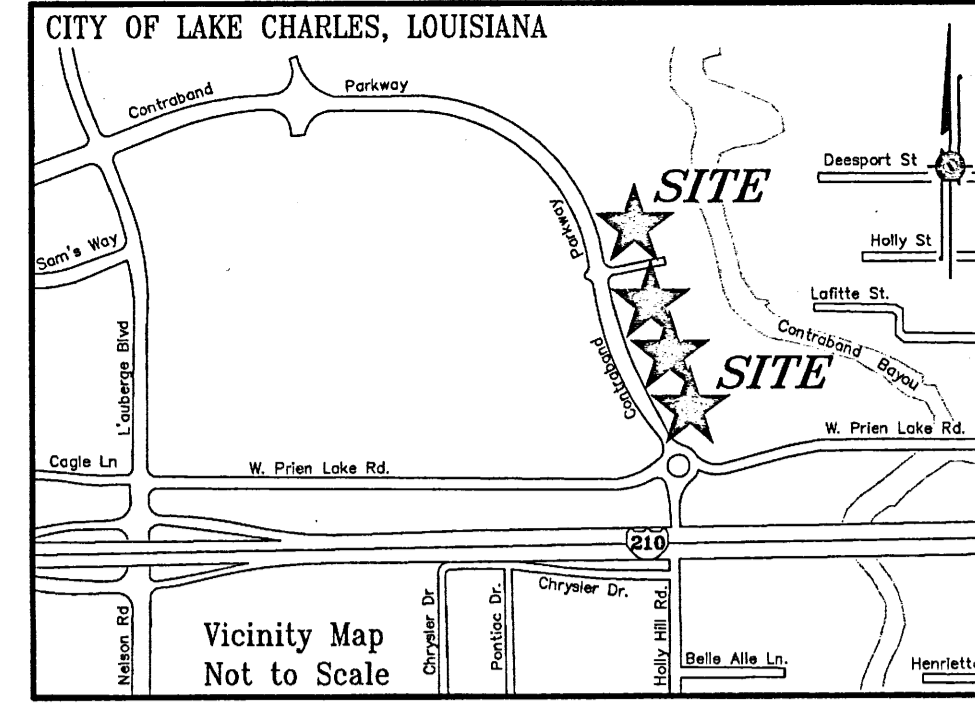 CITY OF LAKE CHARLES, LOUISIANA
Contraband
Parkway
Deesport St
SITE
Parkway
Holly St
Sam's Way
Lafitte St.
L'auberge Blvd
Contraband
Contraband Bayou
SITE
W. Prien Lake Rd.
Cagle Ln
W. Prien Lake Rd.
210
Chrysler Dr.
Nelson Rd
Chrysler Dr
Pontiac Dr.
Holly Hill Rd.
Vicinity Map
Not to Scale
Belle Alle Ln.
Henriette